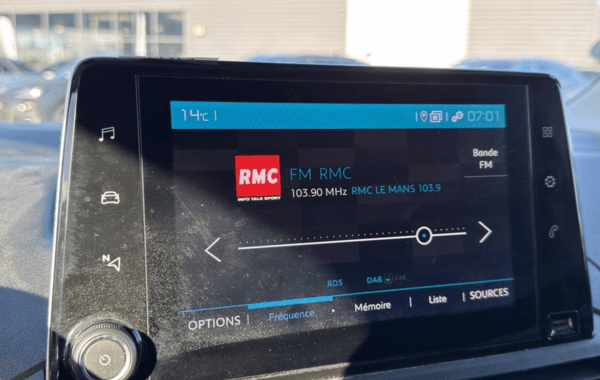 14°C
07:01
N
RMC
INFO TALK SPORT
FM RMC
103.90 MHz RMC LE MANS 103.9
Bande
FM
RDS DAB FM
OPTIONS | Fréquence Mémoire | Liste | SOURCES